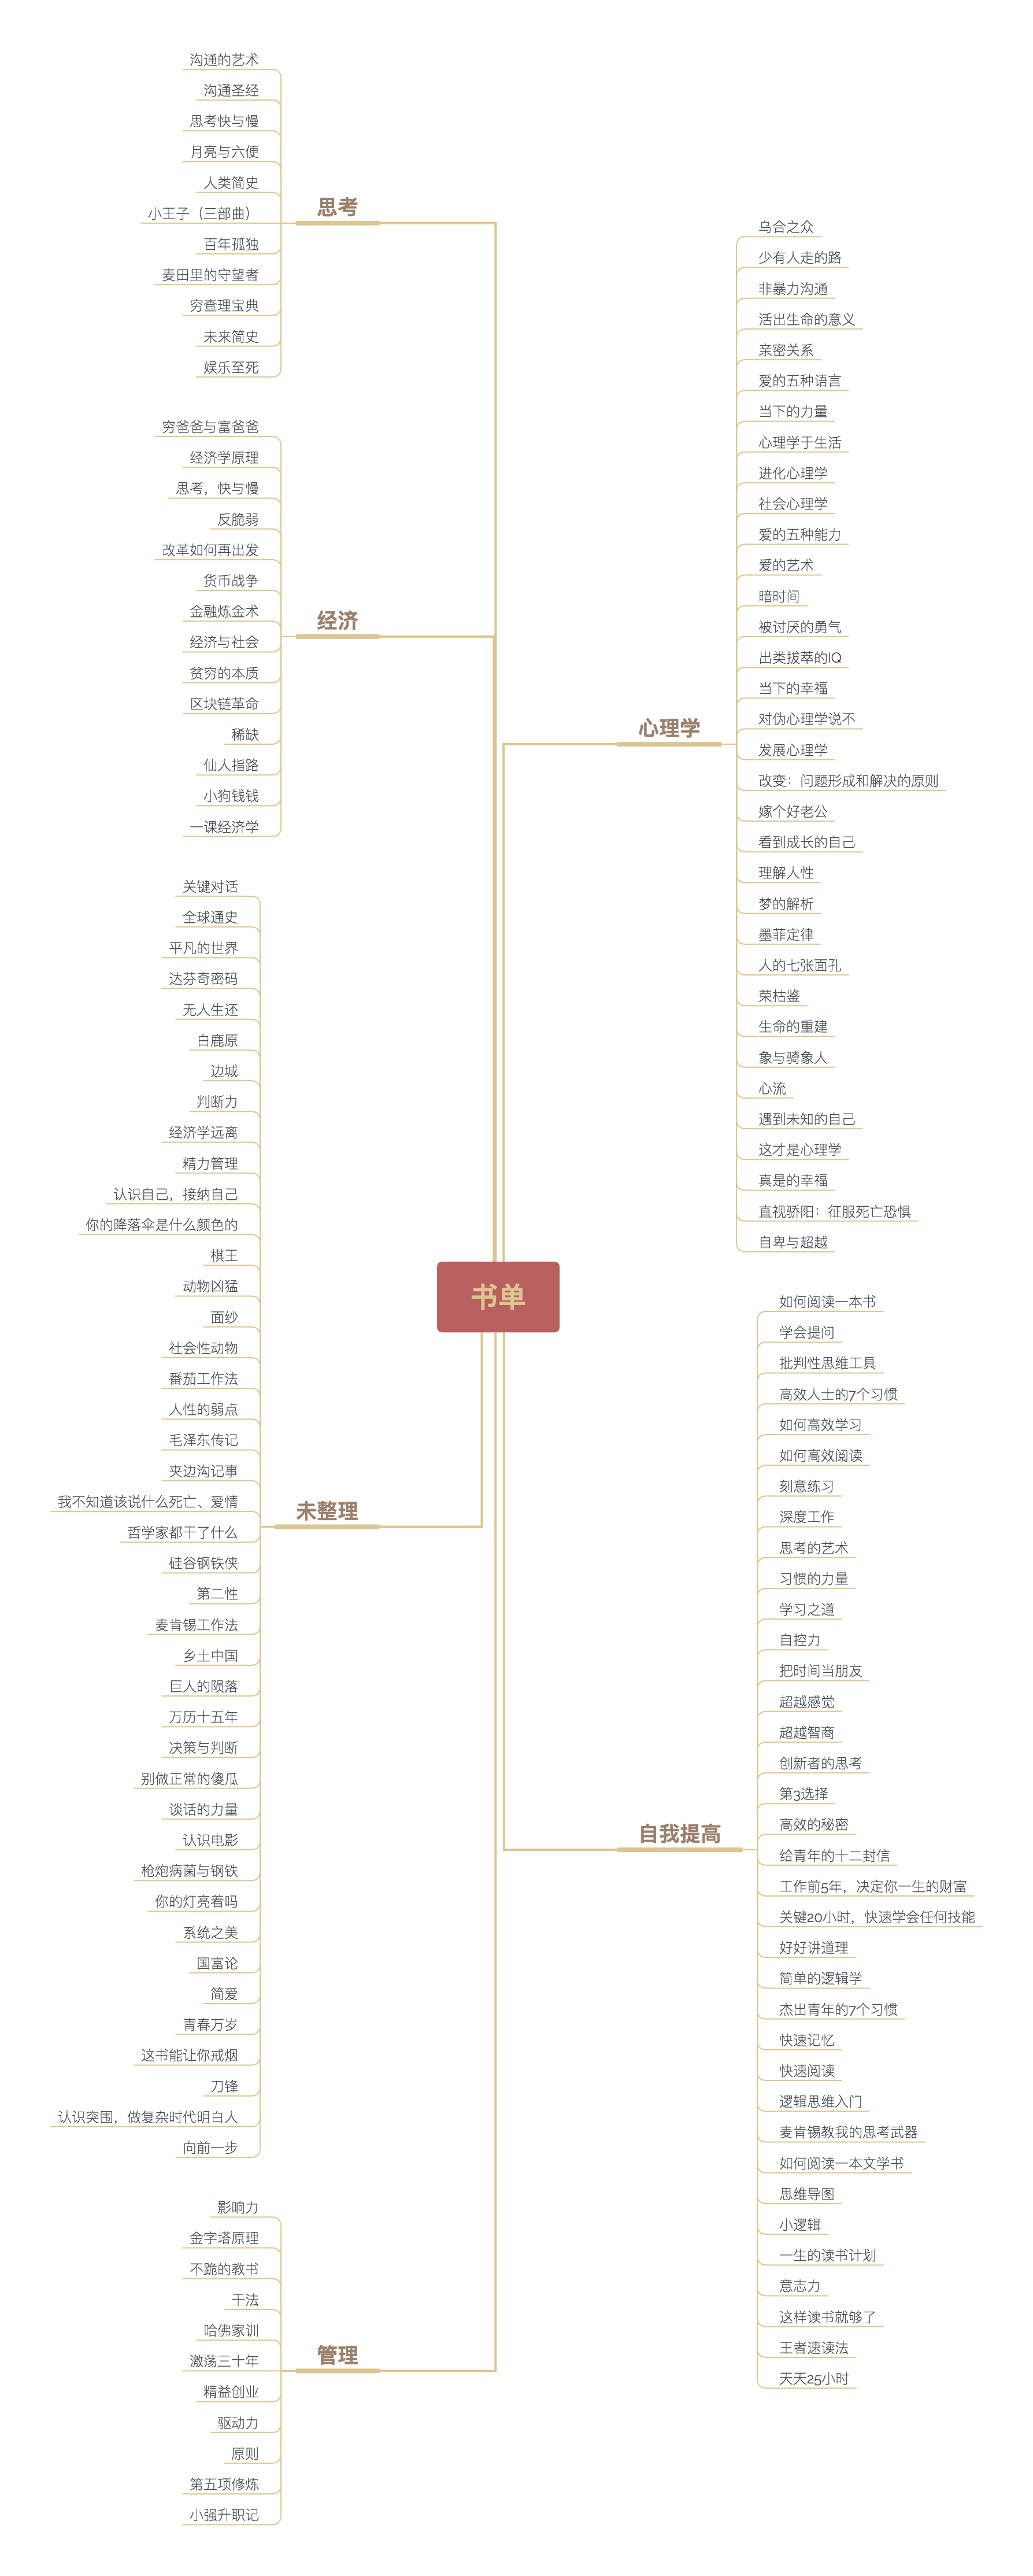 书单
思考
沟通的艺术
沟通圣经
思考快与慢
月亮与六便
人类简史
小王子（三部曲）
百年孤独
麦田里的守望者
穷查理宝典
未来简史
娱乐至死
经济
穷爸爸与富爸爸
经济学原理
思考，快与慢
反脆弱
改革如何再出发
货币战争
金融炼金术
经济与社会
贫穷的本质
区块链革命
稀缺
仙人指路
小狗钱钱
一课经济学
未整理
关键对话
全球通史
平凡的世界
达芬奇密码
无人生还
白鹿原
边城
判断力
经济学远离
精力管理
认识自己，接纳自己
你的降落伞是什么颜色的
棋王
动物凶猛
面纱
社会性动物
番茄工作法
人性的弱点
毛泽东传记
夹边沟记事
我不知道该说什么死亡、爱情
哲学家都干了什么
硅谷钢铁侠
第二性
麦肯锡工作法
乡土中国
巨人的陨落
万历十五年
决策与判断
别做正常的傻瓜
谈话的力量
认识电影
枪炮病菌与钢铁
你的灯亮着吗
系统之美
国富论
简爱
青春万岁
这书能让你戒烟
刀锋
认识突围，做复杂时代明白人
向前一步
管理
影响力
金字塔原理
不跪的教书
干法
哈佛家训
激荡三十年
精益创业
驱动力
原则
第五项修炼
小强升职记
心理学
乌合之众
少有人走的路
非暴力沟通
活出生命的意义
亲密关系
爱的五种语言
当下的力量
心理学于生活
进化心理学
社会心理学
爱的五种能力
爱的艺术
暗时间
被讨厌的勇气
出类拔萃的IQ
当下的幸福
对伪心理学说不
发展心理学
改变：问题形成和解决的原则
嫁个好老公
看到成长的自己
理解人性
梦的解析
墨菲定律
人的七张面孔
荣枯鉴
生命的重建
象与骑象人
心流
遇到未知的自己
这才是心理学
真是的幸福
直视骄阳：征服死亡恐惧
自卑与超越
自我提高
如何阅读一本书
学会提问
批判性思维工具
高效人士的7个习惯
如何高效学习
如何高效阅读
刻意练习
深度工作
思考的艺术
习惯的力量
学习之道
自控力
把时间当朋友
超越感觉
超越智商
创新者的思考
第3选择
高效的秘密
给青年的十二封信
工作前5年，决定你一生的财富
关键20小时，快速学会任何技能
好好讲道理
简单的逻辑学
杰出青年的7个习惯
快速记忆
快速阅读
逻辑思维入门
麦肯锡教我的思考武器
如何阅读一本文学书
思维导图
小逻辑
一生的读书计划
意志力
这样读书就够了
王者速读法
天天25小时